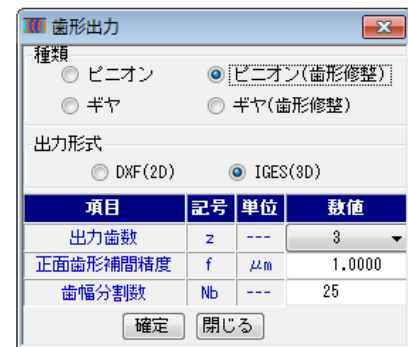 歯形出力
種類
ピニオン ピニオン(歯形修整)
ギヤ ギヤ(歯形修整)
出力形式
DXF(2D) IGES(3D)
項目 記号 単位 数値
出力歯数 z --- 3
正面歯形補間精度 f μm 1.0000
歯幅分割数 Nb --- 25
確定 閉じる